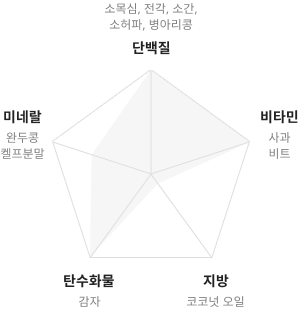 소목심, 전각, 소간,
소허파, 병아리콩
단백질
미네랄
완두콩
켈프분말
비타민
사과
비트
탄수화물
감자
지방
코코넛 오일